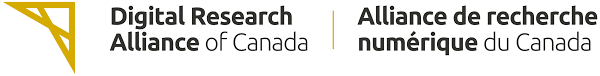 Digital Research
Alliance of Canada
Alliance de recherche
numérique du Canada